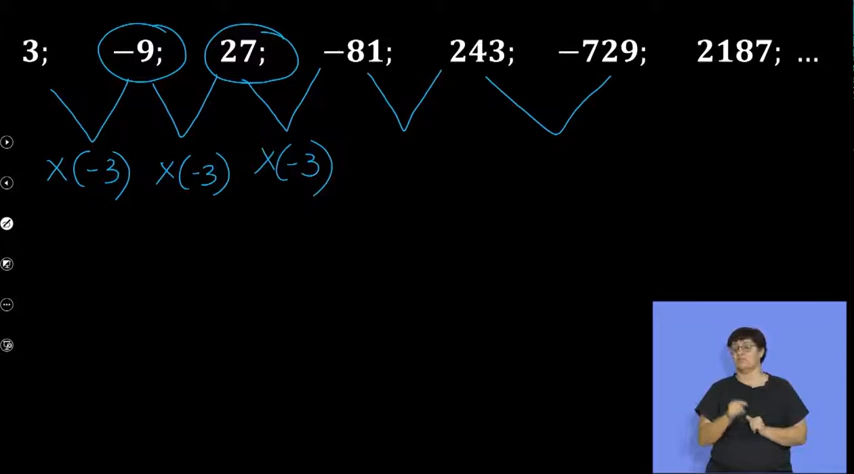 3; −9; 27; −81; 243; −729; 2187; ...
X(-3) X(-3) X(-3)